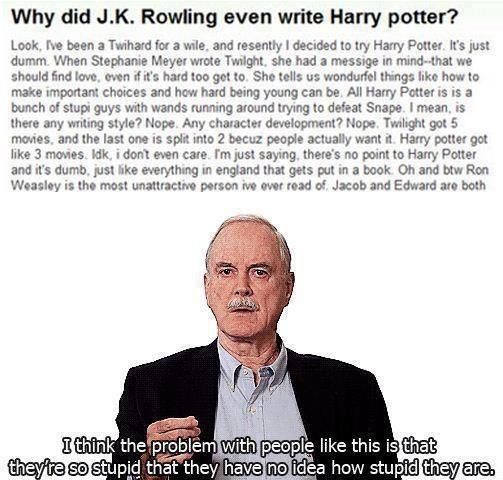 Why did J.K. Rowling even write Harry potter?
Look, I've been a Twihard for a wile, and resently I decided to try Harry Potter. It's just
dumm. When Stephanie Meyer wrote Twilght, she had a messige in mind--that we
should find love, even if it's hard too get to. She tells us wondurfel things like how to
make important choices and how hard being young can be. All Harry Potter is is a
bunch of stupi guys with wands running around trying to defeat Snape. I mean, is
there any writing style? Nope. Any character development? Nope. Twilight got 5
movies, and the last one is split into 2 becuz people actually want it. Harry potter got
like 3 movies. Idk, i don't even care. I'm just saying, there's no point to Harry Potter
and it's dumb, just like everything in england that gets put in a book. Oh and btw Ron
Weasley is the most unattractive person ive ever read of. Jacob and Edward are both
I think the problem with people like this is that
they're so stupid that they have no idea how stupid they are.